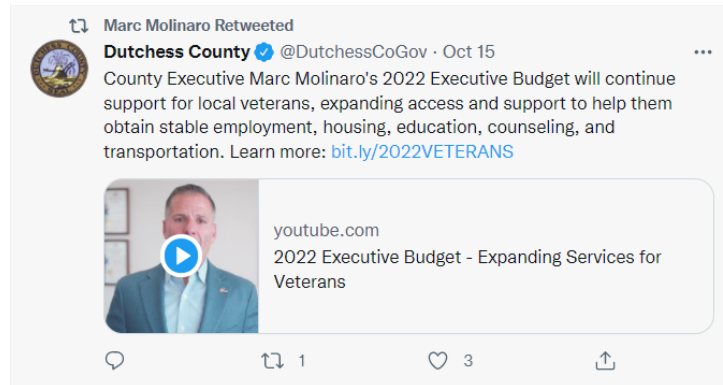 Marc Molinaro Retweeted
Dutchess County @DutchessCoGov · Oct 15
County Executive Marc Molinaro's 2022 Executive Budget will continue
support for local veterans, expanding access and support to help them
obtain stable employment, housing, education, counseling, and
transportation. Learn more: bit.ly/2022VETERANS
youtube.com
2022 Executive Budget - Expanding Services for
Veterans
1
3